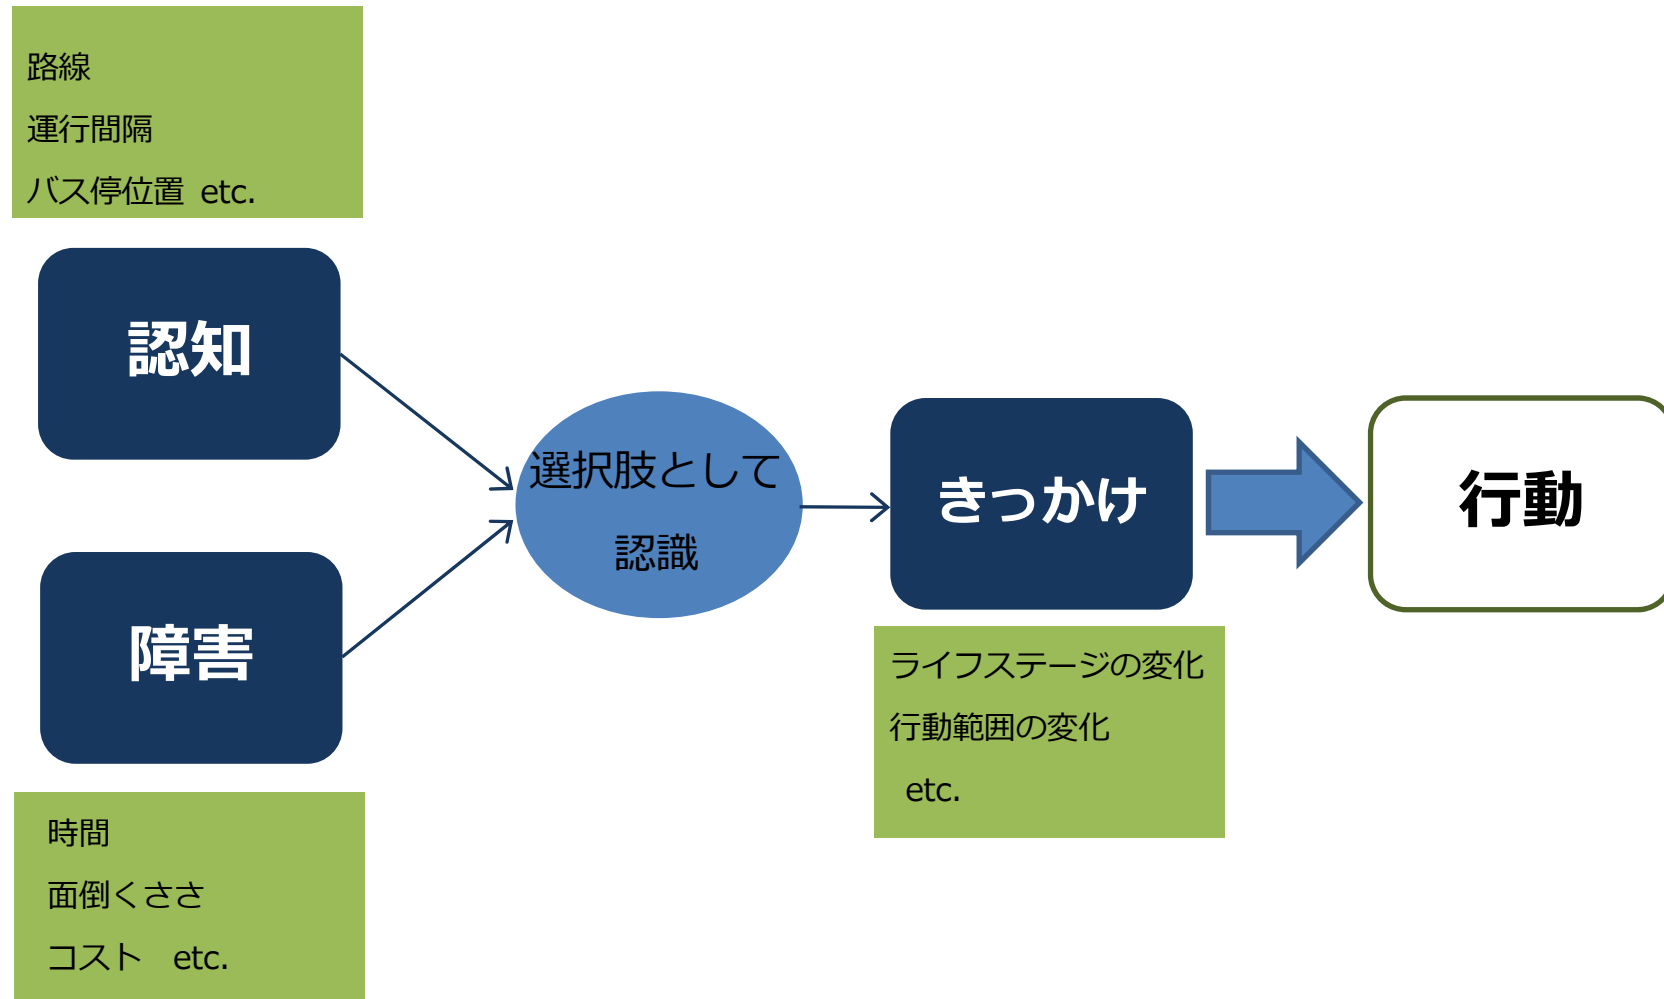 路線
運行間隔
バス停位置 etc.
認知
障害
時間
面倒くささ
コスト　etc.
選択肢として
認識
きっかけ
ライフステージの変化
行動範囲の変化
etc.
行動